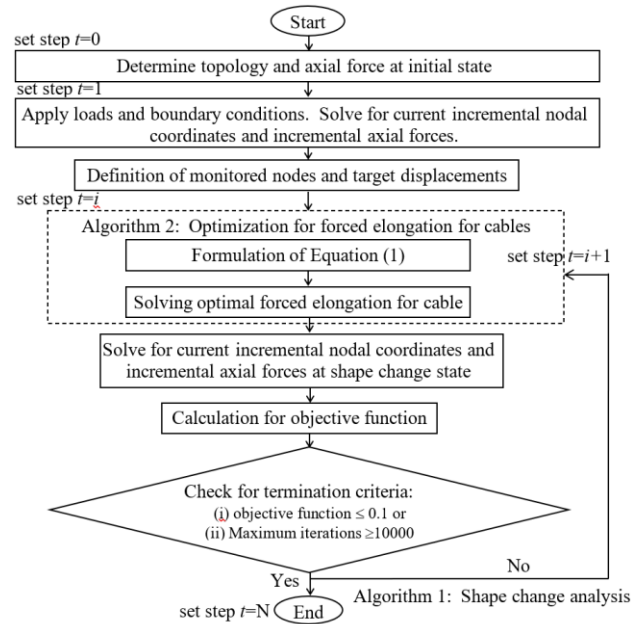 Start
set step t=0
Determine topology and axial force at initial state
set step t=1
Apply loads and boundary conditions. Solve for current incremental nodal
coordinates and incremental axial forces.
Definition of monitored nodes and target displacements
set step t=i
Algorithm 2: Optimization for forced elongation for cables
Formulation of Equation (1)
set step t=i+1
Solving optimal forced elongation for cable
Solve for current incremental nodal coordinates and
incremental axial forces at shape change state
Calculation for objective function
Check for termination criteria:
(i) objective function ≤ 0.1 or
(ii) Maximum iterations ≥10000
No
Yes
Algorithm 1: Shape change analysis
set step t=N
End